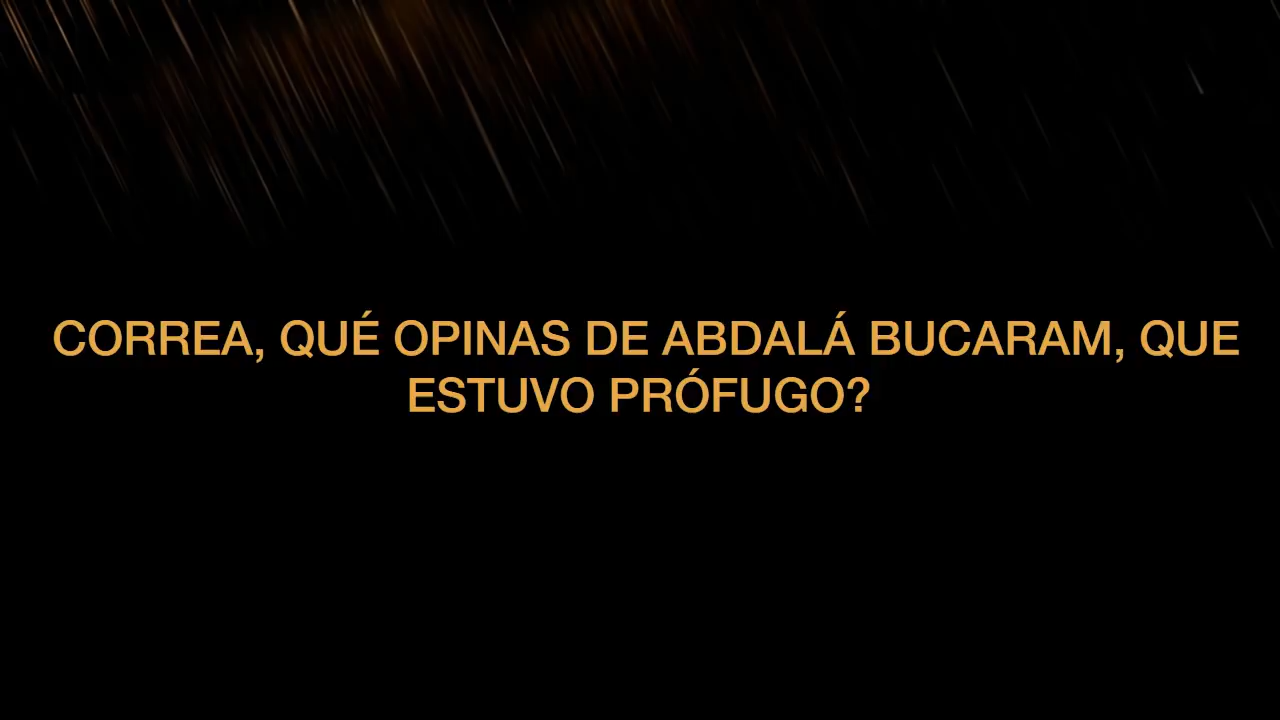 CORREA, QUÉ OPINAS DE ABDALÁ BUCARAM, QUE
ESTUVO PRÓFUGO?